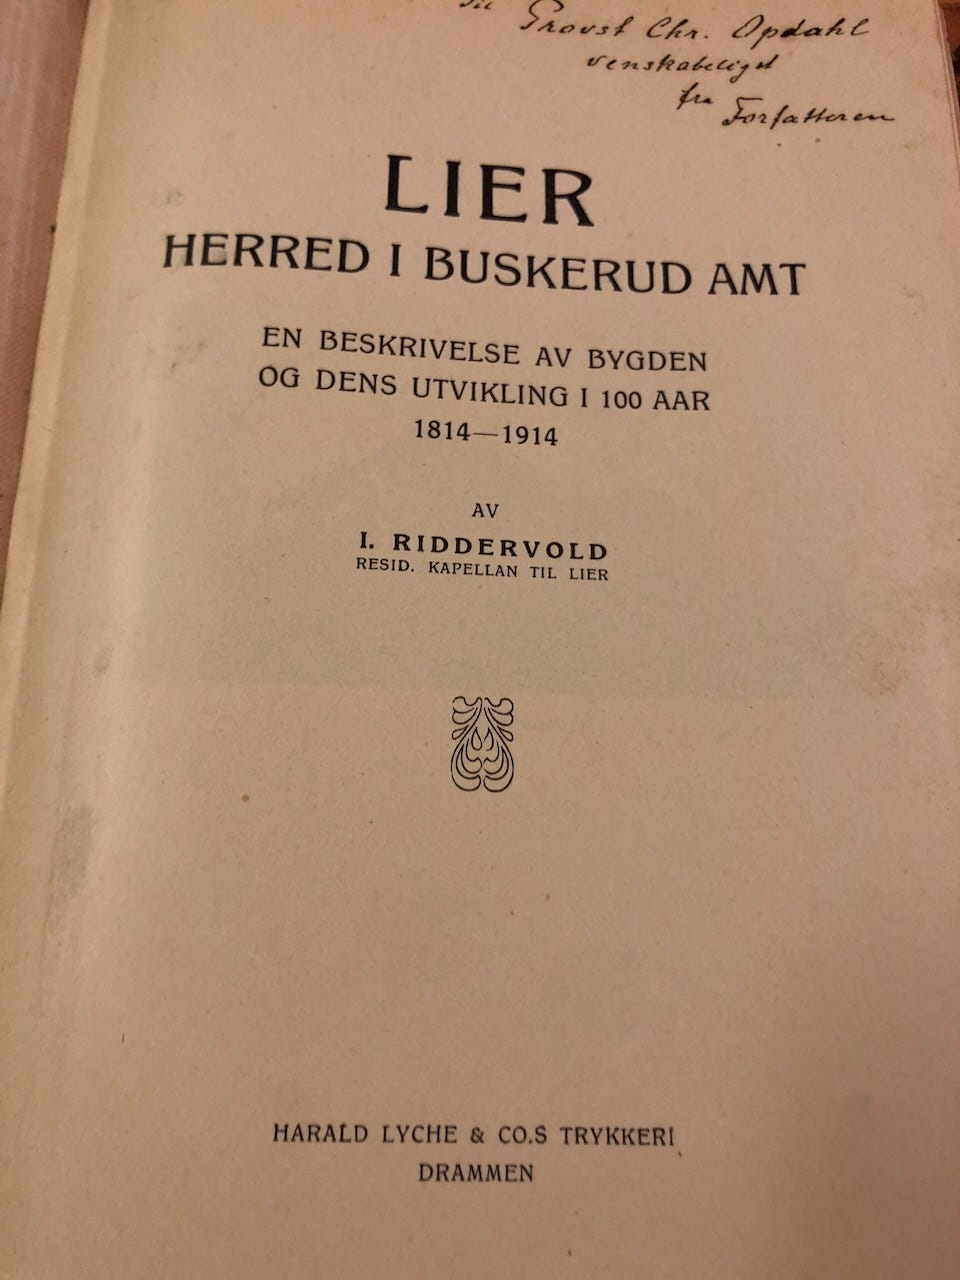 til
Provst Chr. Opdahl
venskabeligst
fra
Forfatteren
LIER
HERRED I BUSKERUD AMT
EN BESKRIVELSE AV BYGDEN
OG DENS UTVIKLING I 100 AAR
1814—1914
AV
I. RIDDERVOLD
RESID. KAPELLAN TIL LIER
HARALD LYCHE & CO.S TRYKKERI
DRAMMEN